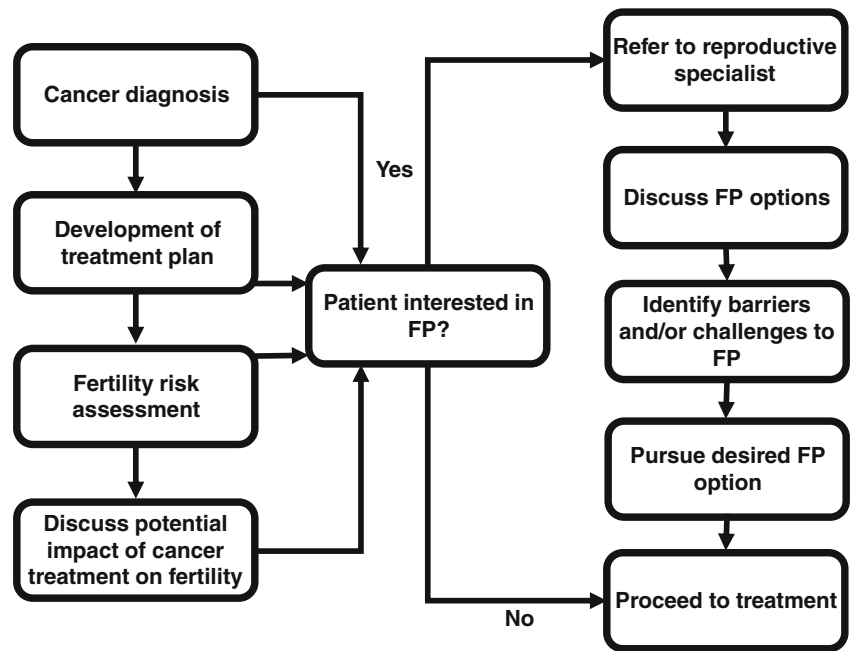 Cancer diagnosis
Development of
treatment plan
Fertility risk
assessment
Discuss potential
impact of cancer
treatment on fertility
Patient interested in
FP?
Yes
No
Refer to reproductive
specialist
Discuss FP options
Identify barriers
and/or challenges to
FP
Pursue desired FP
option
Proceed to treatment